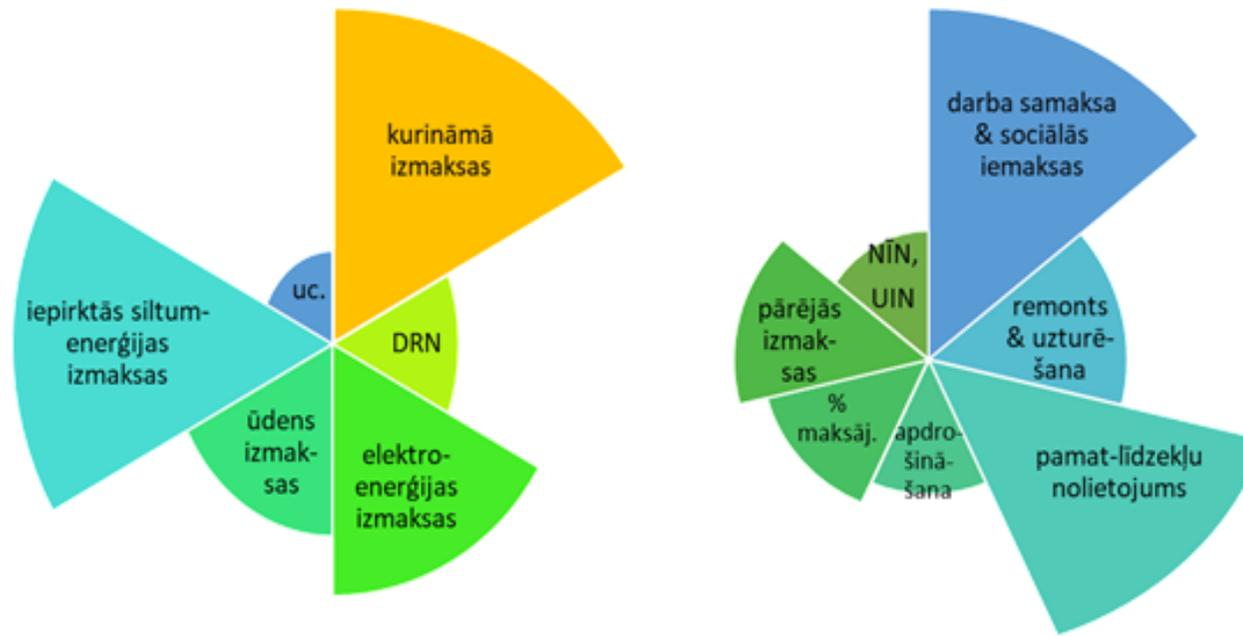 kurināmā
izmaksas
DRN
elektro-
enerģijas
izmaksas
ūdens
izmak-
sas
iepirktās siltum-
enerģijas
izmaksas
uc.
darba samaksa
& sociālās
iemaksas
remonts
& uzturē-
šana
pamat-līdzekļu
nolietojums
apdro-
šinā-
šana
%
maksāj.
pārējās
izmak-
sas
NĪN,
UIN